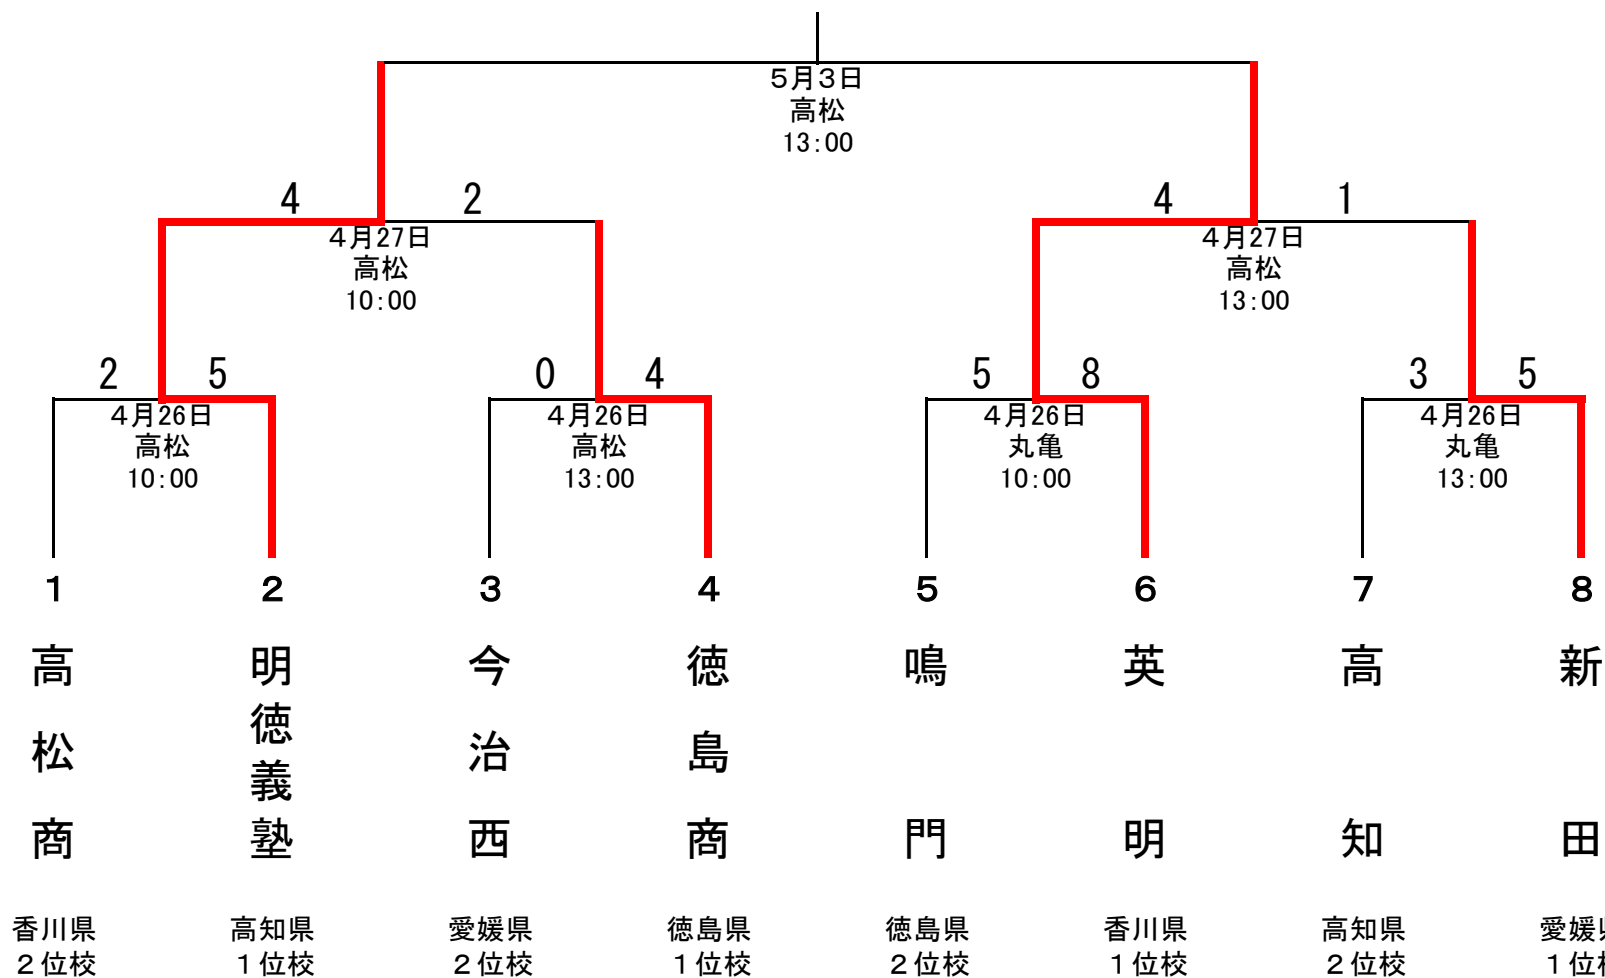 ５月３日
高松
13:00
4 2
４月27日
高松
10:00
4 1
４月27日
高松
13:00
2 5
４月26日
高松
10:00
0 4
４月26日
高松
13:00
5 8
４月26日
丸亀
10:00
3 5
４月26日
丸亀
13:00
1 2 3 4 5 6 7 8
高松商
明徳義塾
今治西
徳島商
鳴門
英明
高知
新田
香川県
２位校
高知県
１位校
愛媛県
２位校
徳島県
１位校
徳島県
２位校
香川県
１位校
高知県
２位校
愛媛県
１位校